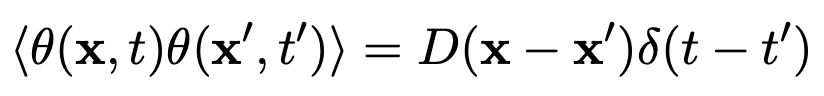 ⟨θ(𝐱, t)θ(𝐱′, t′)⟩ = D(𝐱 − 𝐱′)δ(t − t′)